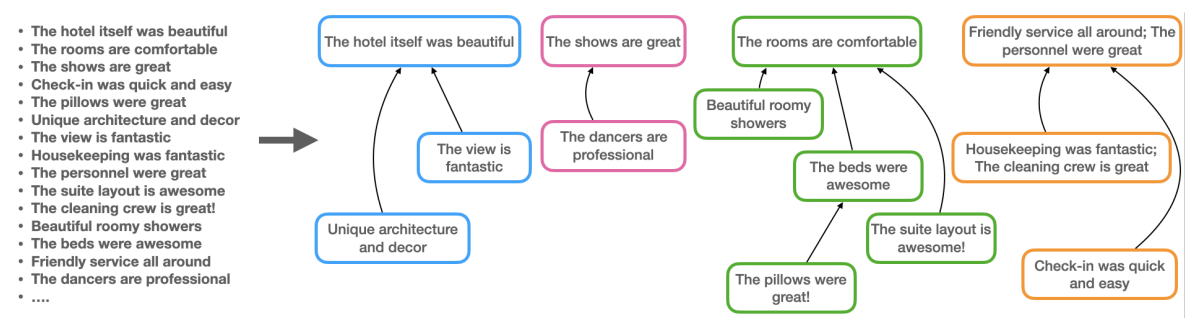 • The hotel itself was beautiful
• The rooms are comfortable
• The shows are great
• Check-in was quick and easy
• The pillows were great
• Unique architecture and decor
• The view is fantastic
• Housekeeping was fantastic
• The personnel were great
• The suite layout is awesome
• The cleaning crew is great!
• Beautiful roomy showers
• The beds were awesome
• Friendly service all around
• The dancers are professional
• ....
The hotel itself was beautiful
The view is
fantastic
Unique architecture
and decor
The shows are great
The dancers are
professional
The rooms are comfortable
Beautiful roomy
showers
The beds were
awesome
The suite layout is
awesome!
The pillows were
great!
Friendly service all around; The
personnel were great
Housekeeping was fantastic;
The cleaning crew is great
Check-in was quick
and easy